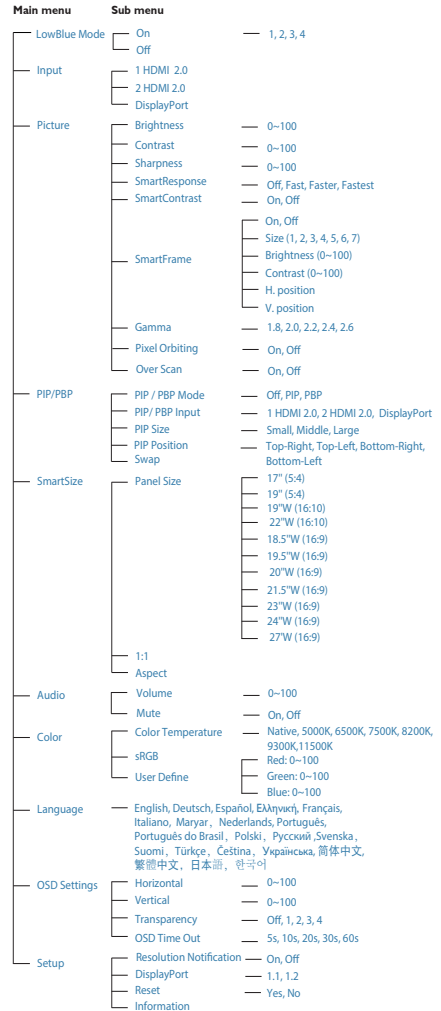 Main menu Sub menu
LowBlue Mode On 1, 2, 3, 4
Off
Input 1 HDMI 2.0
2 HDMI 2.0
DisplayPort
Picture Brightness 0~100
Contrast 0~100
Sharpness 0~100
SmartResponse Off, Fast, Faster, Fastest
SmartContrast On, Off
SmartFrame On, Off
Size (1, 2, 3, 4, 5, 6, 7)
Brightness (0~100)
Contrast (0~100)
H. position
V. position
Gamma 1.8, 2.0, 2.2, 2.4, 2.6
Pixel Orbiting On, Off
Over Scan On, Off
PIP/PBP PIP / PBP Mode Off, PIP, PBP
PIP/ PBP Input 1 HDMI 2.0, 2 HDMI 2.0, DisplayPort
PIP Size Small, Middle, Large
PIP Position Top-Right, Top-Left, Bottom-Right,
Bottom-Left
Swap
SmartSize Panel Size 17" (5:4)
19" (5:4)
19"W (16:10)
22"W (16:10)
18.5"W (16:9)
19.5"W (16:9)
20"W (16:9)
21.5"W (16:9)
23"W (16:9)
24"W (16:9)
27'W (16:9)
1:1
Aspect
Audio Volume 0~100
Mute On, Off
Color Color Temperature Native, 5000K, 6500K, 7500K, 8200K,
9300K,11500K
sRGB
User Define Red: 0~100
Green: 0~100
Blue: 0~100
Language English, Deutsch, Español, Ελληνική, Français,
Italiano, Maryar, Nederlands, Português,
Português do Brasil, Polski, Русский ,Svenska,
Suomi, Türkçe, Čeština, Українська, 简体中文,
繁體中文, 日本語, 한국어
OSD Settings Horizontal 0~100
Vertical 0~100
Transparency Off, 1, 2, 3, 4
OSD Time Out 5s, 10s, 20s, 30s, 60s
Setup Resolution Notification On, Off
DisplayPort 1.1, 1.2
Reset Yes, No
Information